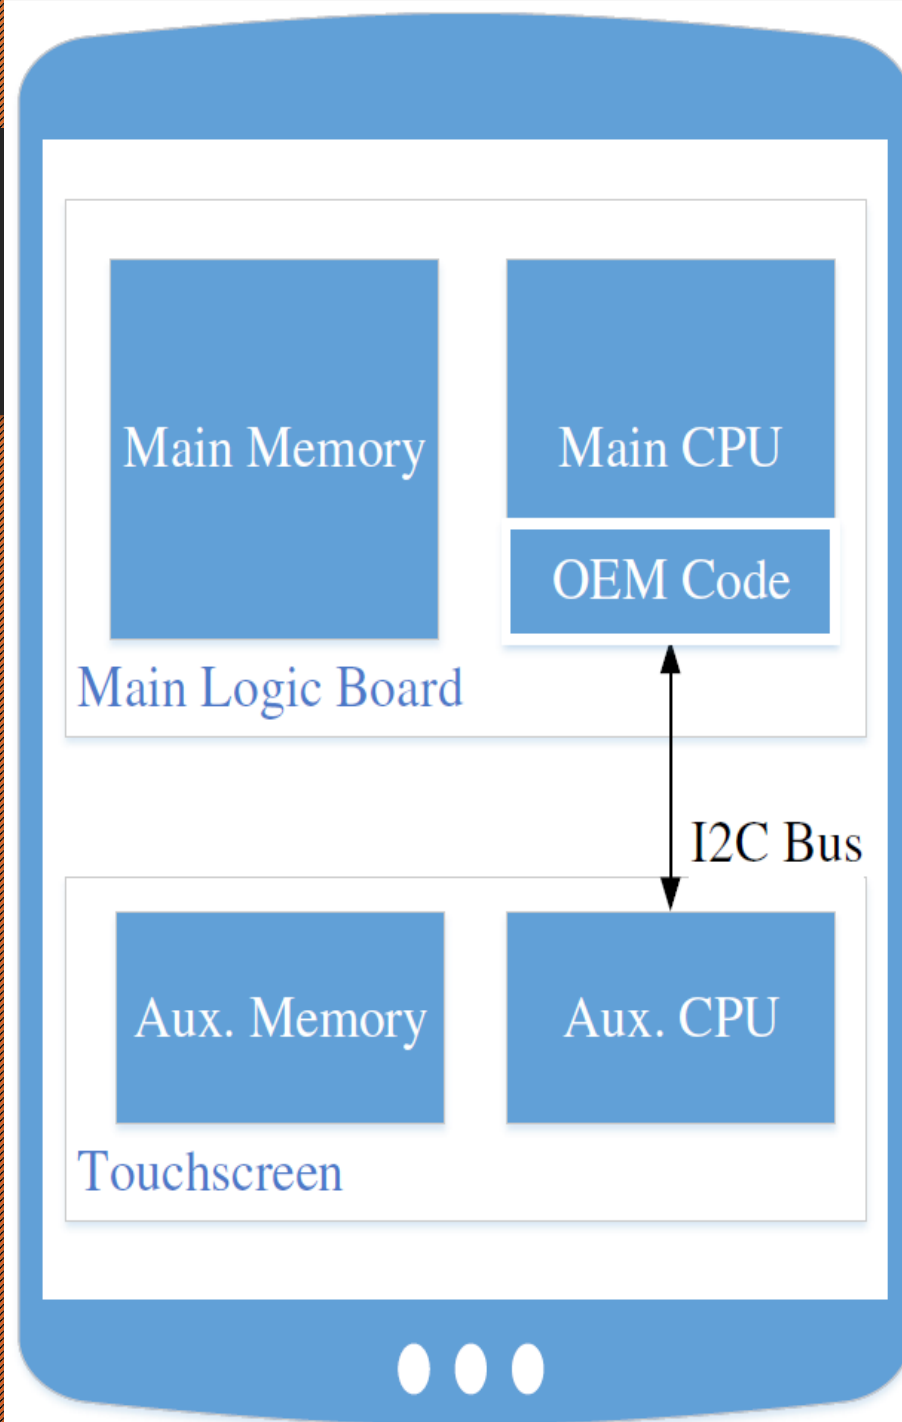 Main Memory
Main CPU
OEM Code
Main Logic Board
I2C Bus
Aux. Memory
Aux. CPU
Touchscreen